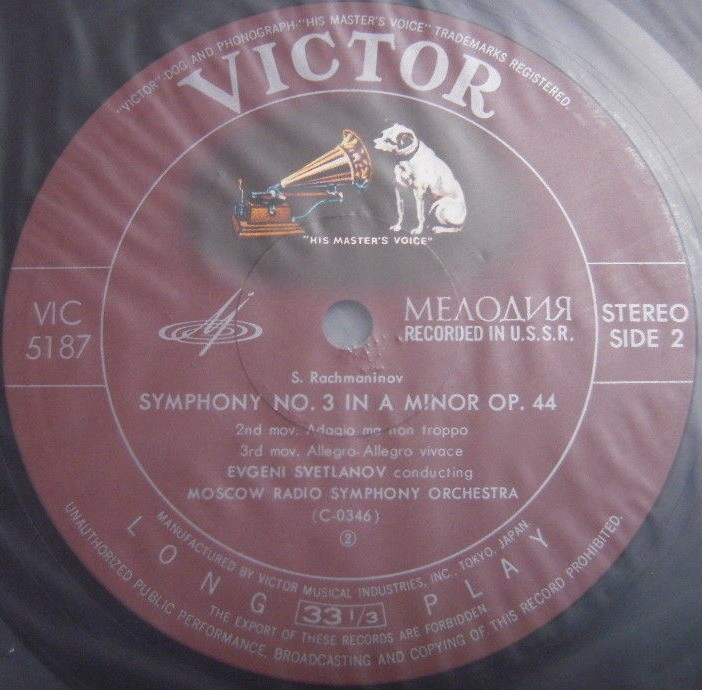 "VICTOR" DOG AND PHONOGRAPH·"HIS MASTER'S VOICE" TRADEMARKS REGISTERED.
VICTOR
"HIS MASTER'S VOICE"
VIC
5187
МЕЛОДИЯ
RECORDED IN U.S.S.R.
STEREO
SIDE 2
S. Rachmaninov
SYMPHONY NO. 3 IN A MINOR OP. 44
2nd mov. Adagio ma non troppo
3rd mov. Allegro-Allegro vivace
EVGENI SVETLANOV conducting
MOSCOW RADIO SYMPHONY ORCHESTRA
(C-0346)
②
MANUFACTURED BY VICTOR MUSICAL INDUSTRIES, INC., TOKYO, JAPAN
LONG 33 1/3 PLAY
THE EXPORT OF THESE RECORDS ARE FORBIDDEN.
UNAUTHORIZED PUBLIC PERFORMANCE, BROADCASTING AND COPYING OF THIS RECORD PROHIBITED.